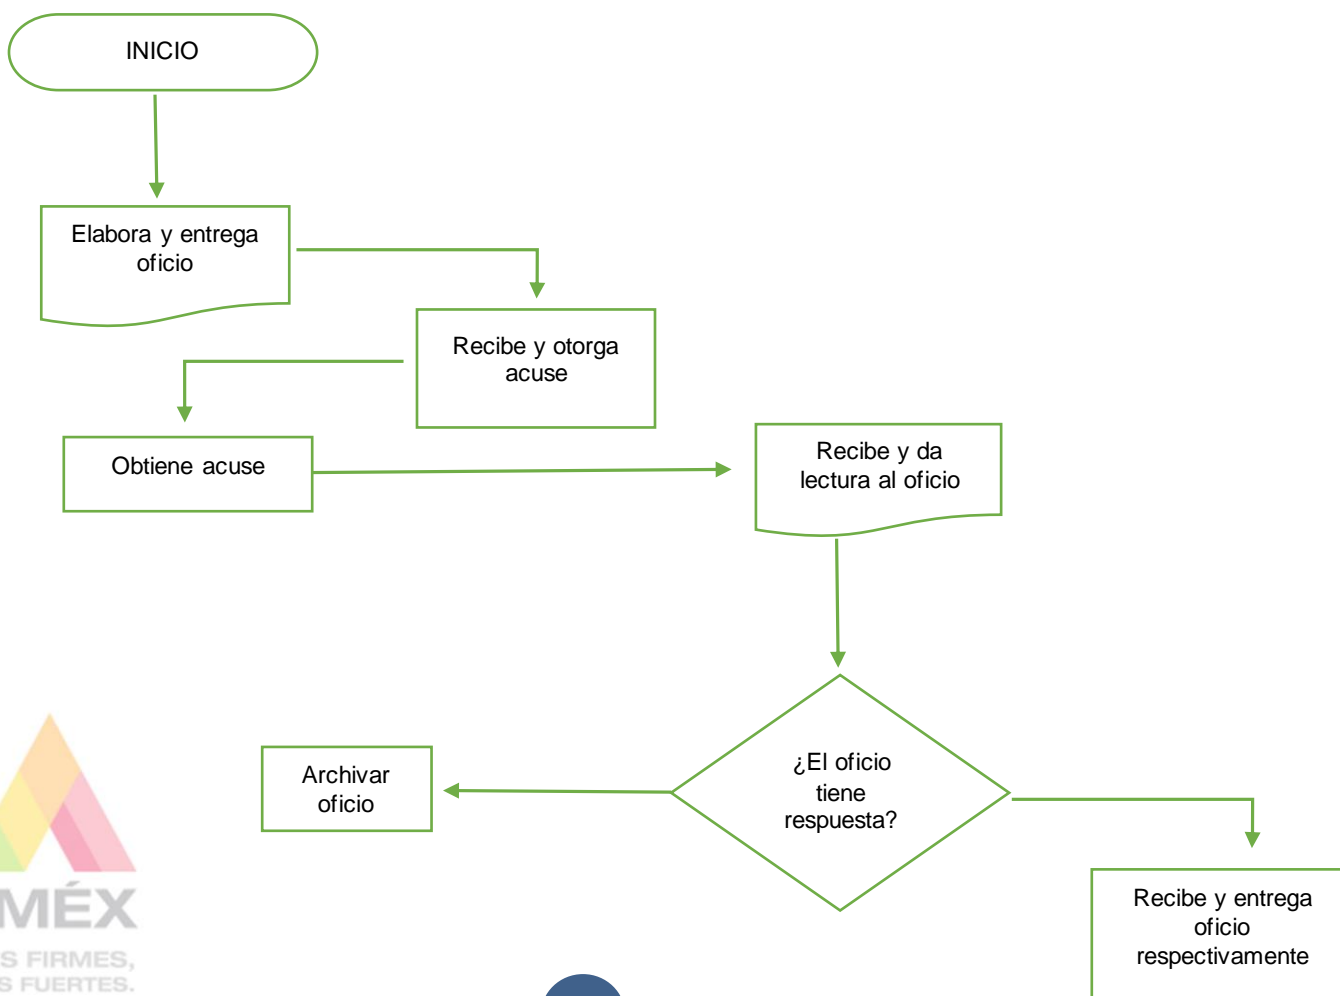 INICIO
Elabora y entrega
oficio
Recibe y otorga
acuse
Obtiene acuse
Recibe y da
lectura al oficio
¿El oficio
tiene
respuesta?
Archivar
oficio
Recibe y entrega
oficio
respectivamente
MÉX
S FIRMES,
S FUERTES.